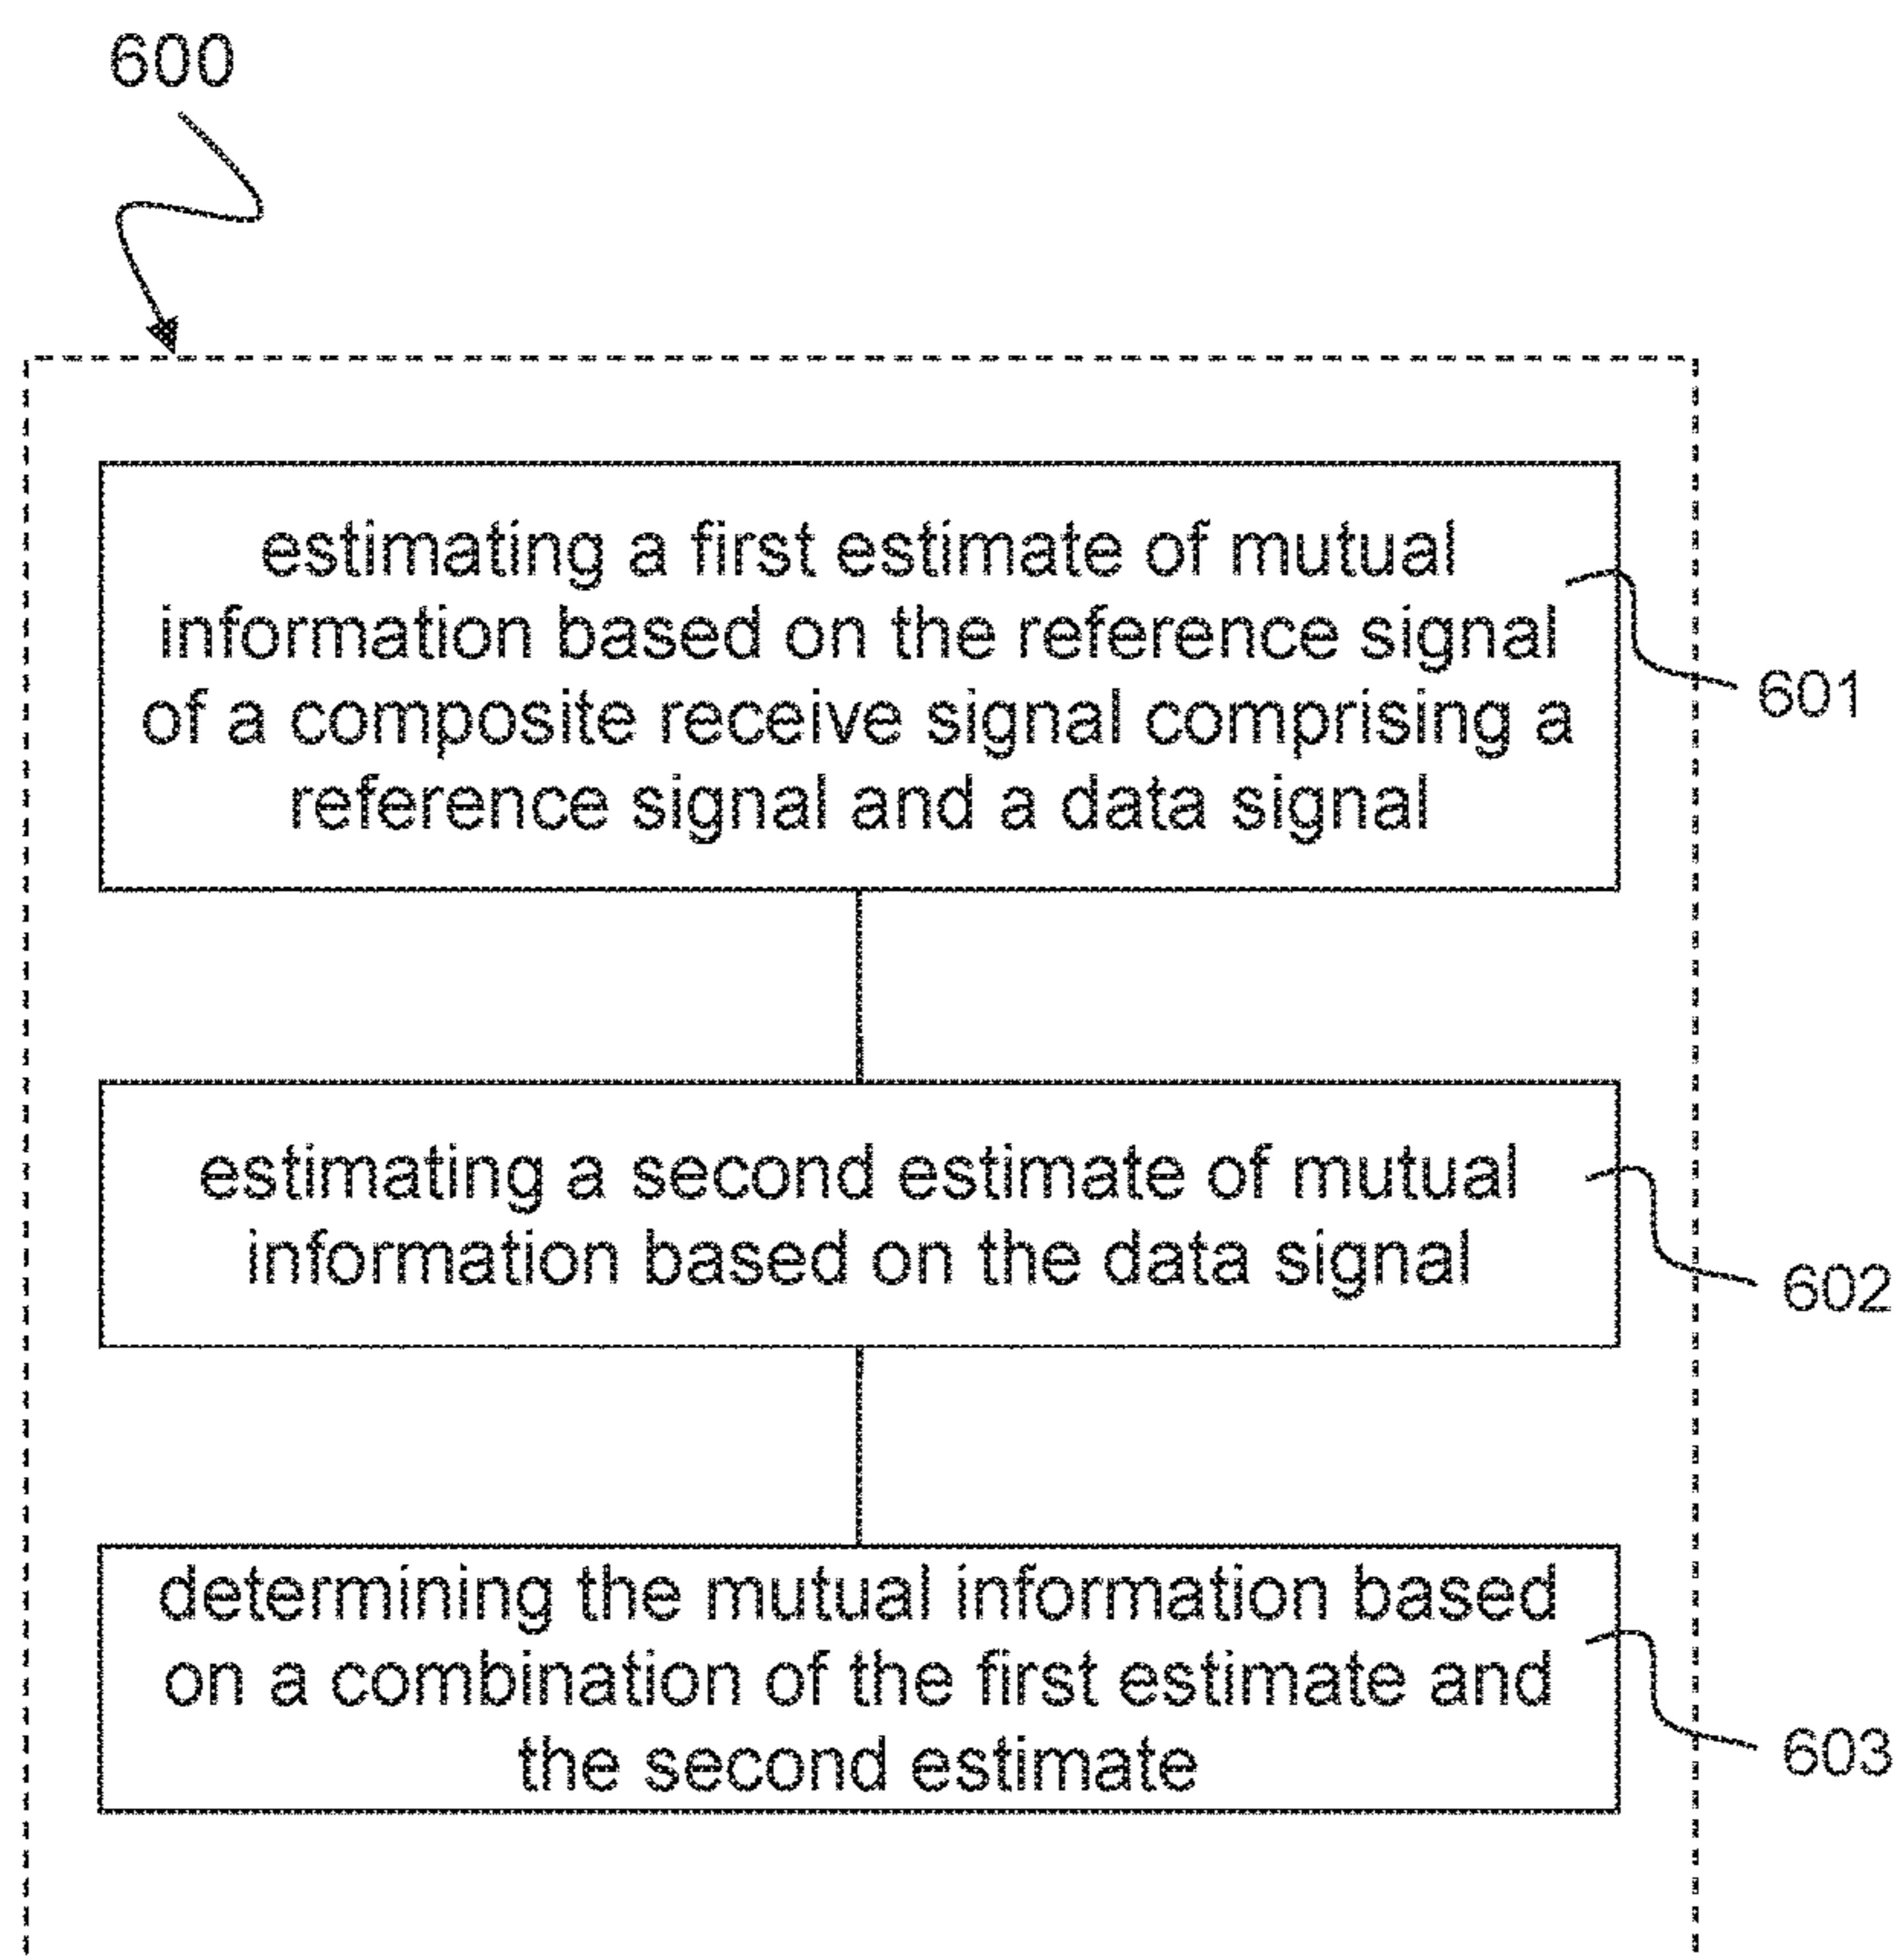 600
estimating a first estimate of mutual
information based on the reference signal
of a composite receive signal comprising a
reference signal and a data signal
601
estimating a second estimate of mutual
information based on the data signal
602
determining the mutual information based
on a combination of the first estimate and
the second estimate
603